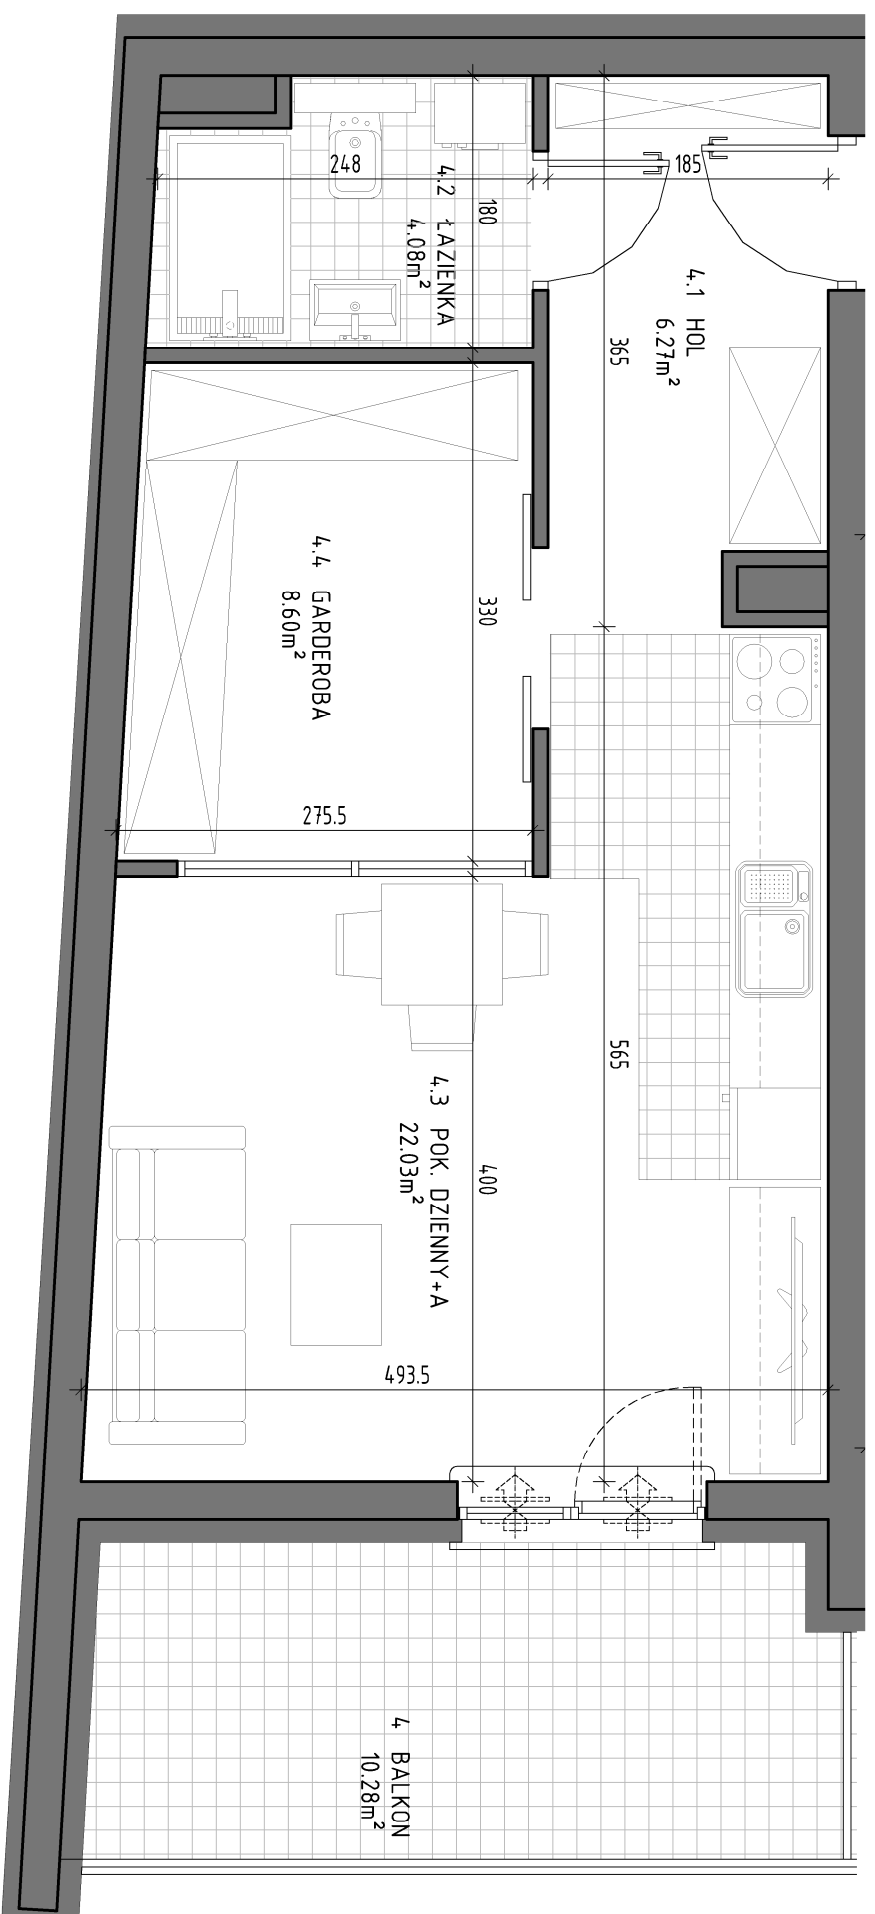 248
185
4.2 ŁAZIENKA
4.08m²
180
4.1 HOL
6.27m²
365
4.4 GARDEROBA
8.60m²
330
275.5
565
4.3 POK. DZIENNY+A
22.03m²
400
493.5
4 BALKON
10.28m²